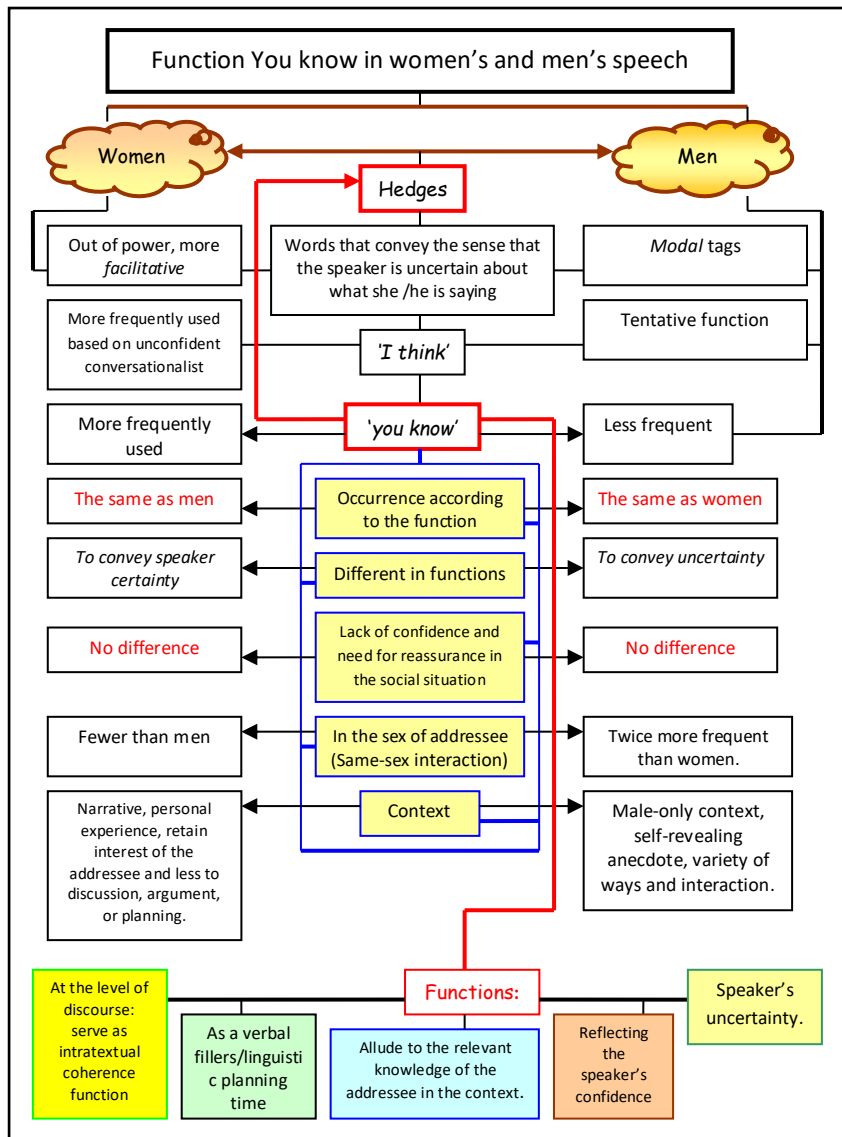 Function You know in women's and men's speech
Women
Men
Hedges
Out of power, more
facilitative
Words that convey the sense that
the speaker is uncertain about
what she /he is saying
Modal tags
More frequently used
based on unconfident
conversationalist
'I think'
Tentative function
More frequently
used
'you know'
Less frequent
The same as men
Occurrence according
to the function
The same as women
To convey speaker
certainty
Different in functions
To convey uncertainty
No difference
Lack of confidence and
need for reassurance in
the social situation
No difference
Fewer than men
In the sex of addressee
(Same-sex interaction)
Twice more frequent
than women.
Narrative, personal
experience, retain
interest of the
addressee and less to
discussion, argument,
or planning.
Context
Male-only context,
self-revealing
anecdote, variety of
ways and interaction.
Functions:
At the level of
discourse:
serve as
intratextual
coherence
function
As a verbal
fillers/linguisti
c planning
time
Allude to the relevant
knowledge of the
addressee in the context.
Reflecting
the
speaker's
confidence
Speaker's
uncertainty.